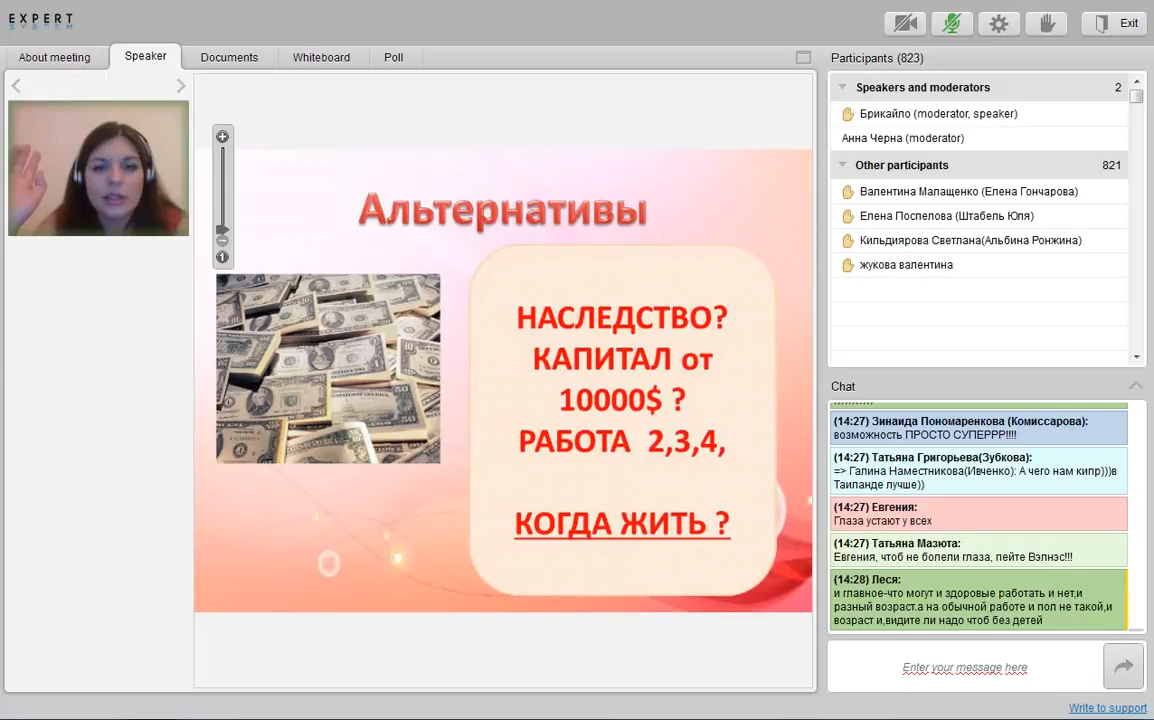 EXPERT
SYSTEM
Exit
About meeting
Speaker
Documents
Whiteboard
Poll
Participants (823)
Speakers and moderators 2
Брикайло (moderator, speaker)
Анна Черна (moderator)
Other participants 821
Валентина Малащенко (Елена Гончарова)
Елена Поспелова (Штабель Юля)
Кильдиярова Светлана(Альбина Ронжина)
жукова валентина
Альтернативы
НАСЛЕДСТВО?
КАПИТАЛ от
10000$ ?
РАБОТА 2,3,4,
КОГДА ЖИТЬ ?
Chat
(14:27) Зинаида Пономаренкова (Комиссарова):
возможность ПРОСТО СУПЕРРР!!!!
(14:27) Татьяна Григорьева(Зубкова):
=> Галина Наместникова(Ивченко): А чего нам кипр)))в
Таиланде лучше))
(14:27) Евгения:
Глаза устают у всех
(14:27) Татьяна Мазюта:
Евгения, чтоб не болели глаза, пейте Вэлнэс!!!
(14:28) Леся:
и главное-что могут и здоровые работать и нет,и
разный возраст.а на обычной работе и пол не такой,и
возраст и,видите ли надо чтоб без детей
Enter your message here
Write to support